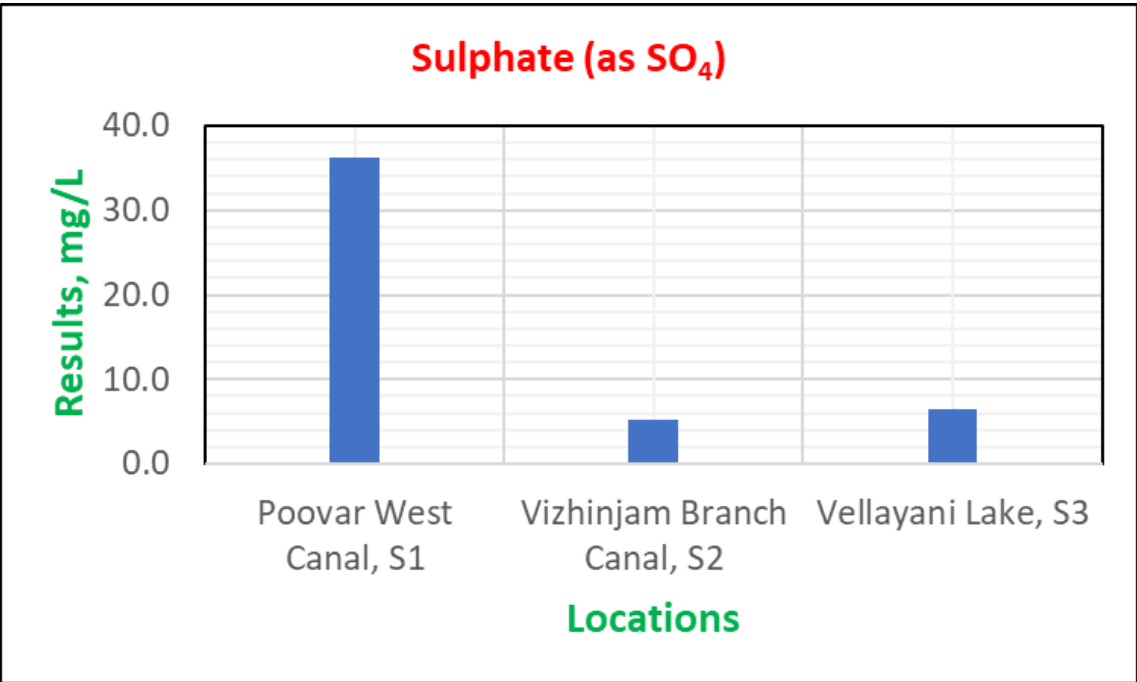 Sulphate (as SO₄)
Results, mg/L
40.0
30.0
20.0
10.0
0.0
Poovar West
Canal, S1
Vizhinjam Branch
Canal, S2
Vellayani Lake, S3
Locations